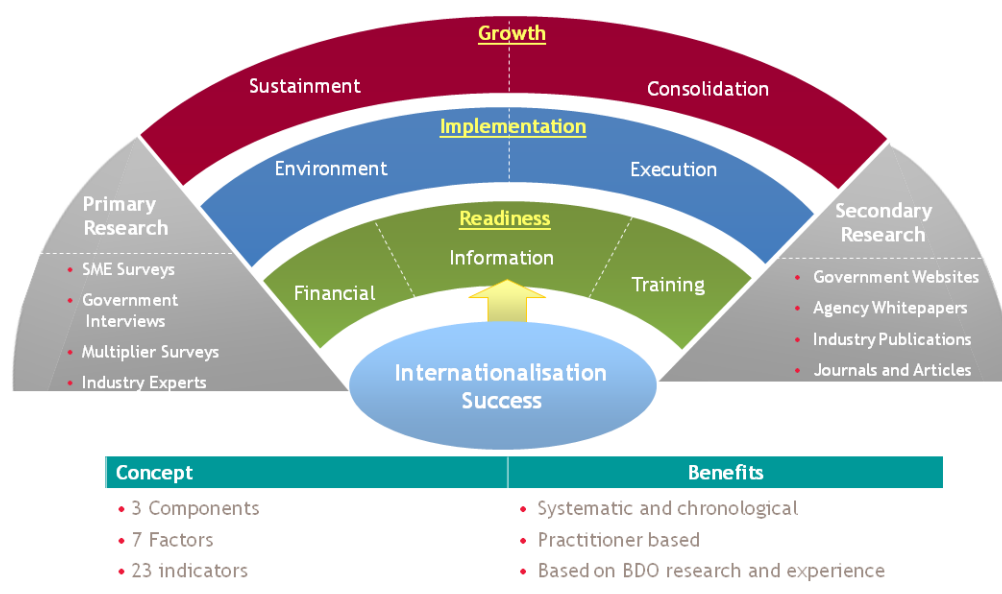 Growth
Sustainment
Consolidation
Implementation
Environment
Execution
Readiness
Information
Financial
Training
Primary
Research
• SME Surveys
• Government
Interviews
• Multiplier Surveys
• Industry Experts
Secondary
Research
• Government Websites
• Agency Whitepapers
• Industry Publications
• Journals and Articles
Internationalisation
Success
Concept
Benefits
• 3 Components
• Systematic and chronological
• 7 Factors
• Practitioner based
• 23 indicators
• Based on BDO research and experience